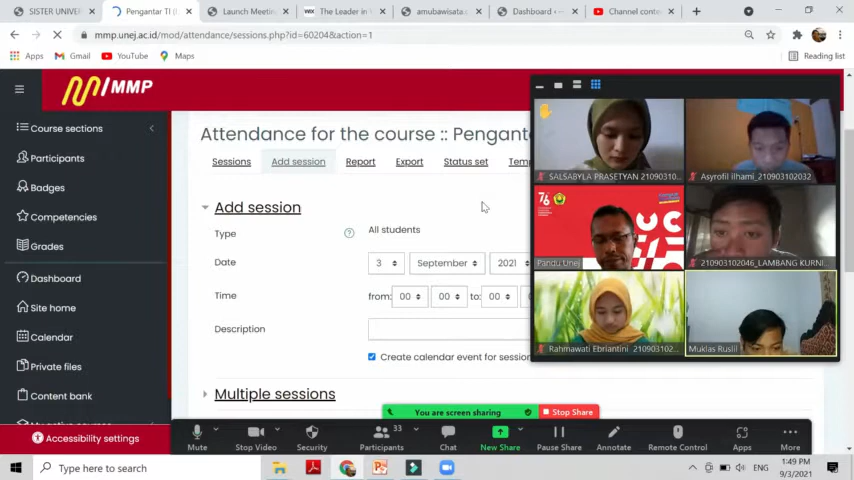 SISTER UNIVER
Pengantar TI (
Launch Meeting
The Leader in
amubawisata.
Dashboard
Channel conte
mmp.unej.ac.id/mod/attendance/sessions.php?id=60204&action=1
Apps
Gmail
YouTube
Maps
Reading list
MMP
Course sections
Participants
Badges
Competencies
Grades
Dashboard
Site home
Calendar
Private files
Content bank
Accessibility settings
Attendance for the course :: Pengant
Sessions
Add session
Report
Export
Status set
Temp
Add session
Type
All students
Date
3
September
2021
Time
from:
00
00
to:
00
Description
Create calendar event for session
Multiple sessions
SALSABYLA PRASETYAN 21090310...
Asyrofil ilhami_210903102032
76
Pandu Unej
210903102046_LAMBANG KURNI
Rahmawati Ebriantini_210903102...
Muklas Ruslil
You are screen sharing
Stop Share
Mute
Stop Video
Security
Participants
33
Chat
New Share
Pause Share
Annotate
Remote Control
Apps
More
Type here to search
ENG
1:49 PM
9/3/2021